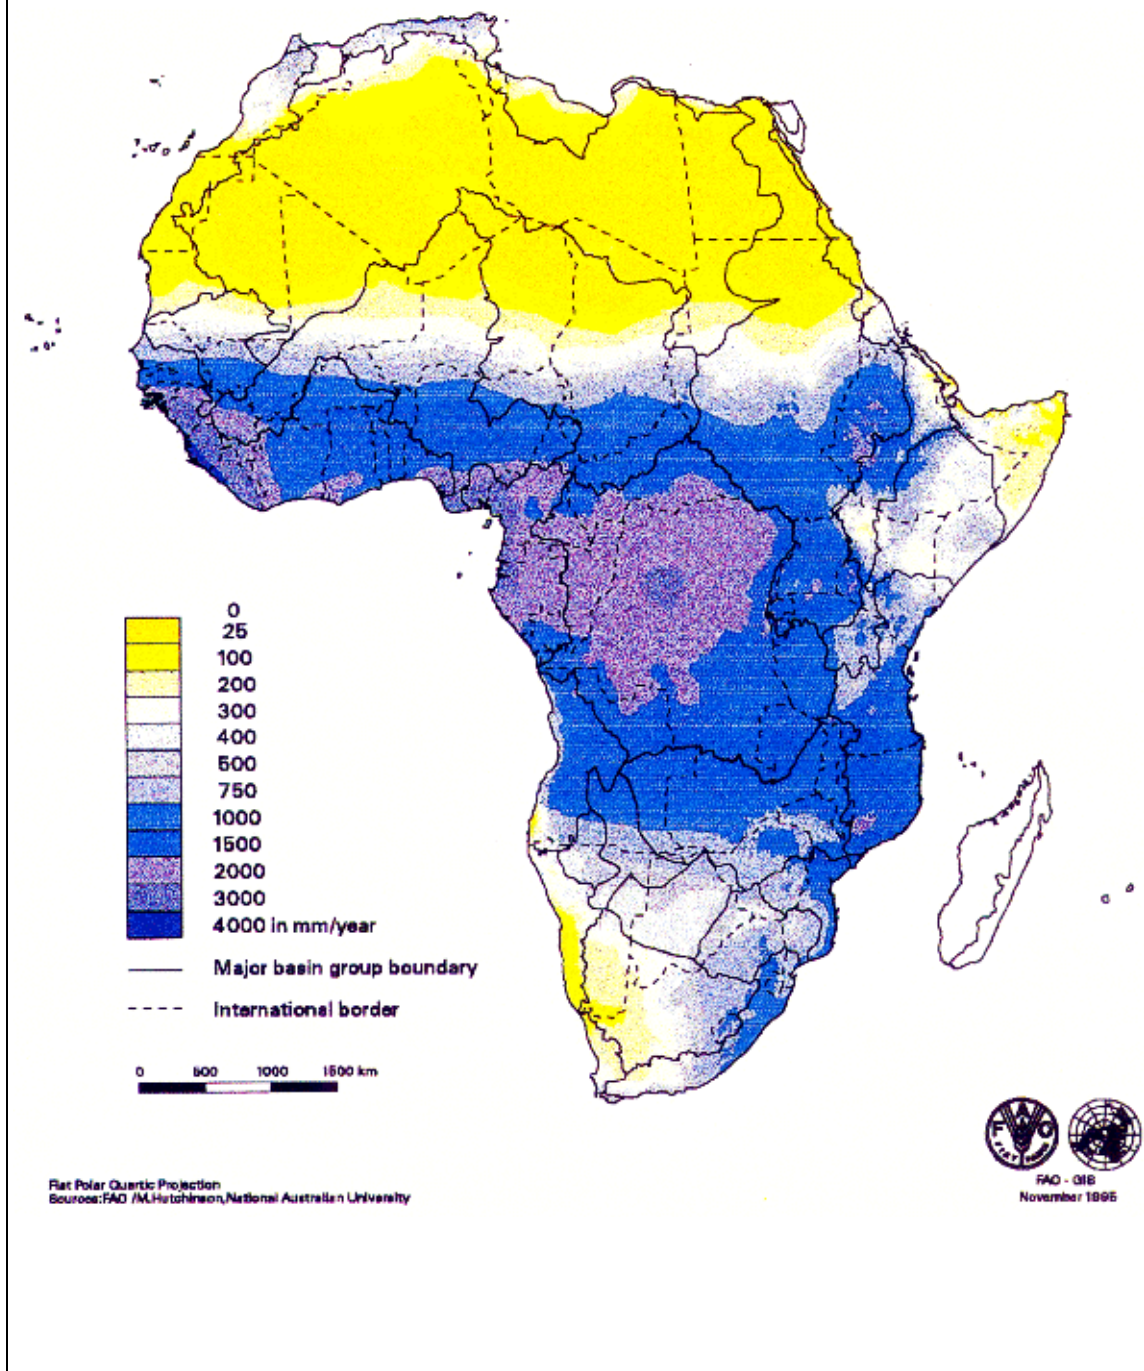 0
25
100
200
300
400
500
750
1000
1500
2000
3000
4000 in mm/year
Major basin group boundary
International border
0 500 1000 1500 km
F A O
FIAT PANIS
Flat Polar Quartic Projection
Sources:FAO /M.Hutchinson,National Australian University
FAO - GIS
November 1995